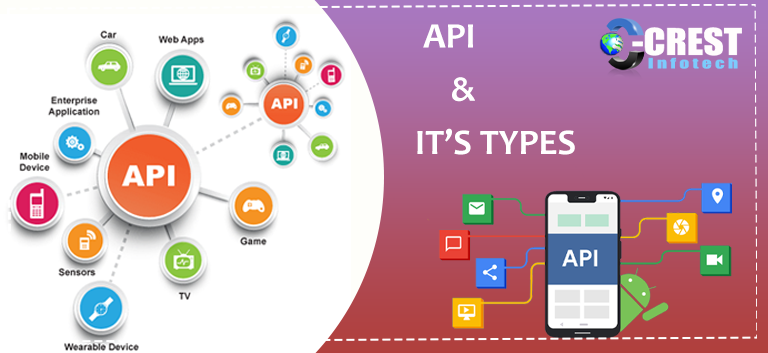 Car
Web Apps
Enterprise
Application
Mobile
Device
API
Sensors
TV
Game
Wearable Device
API
API
&
IT'S TYPES
C-CREST
Infotech
API